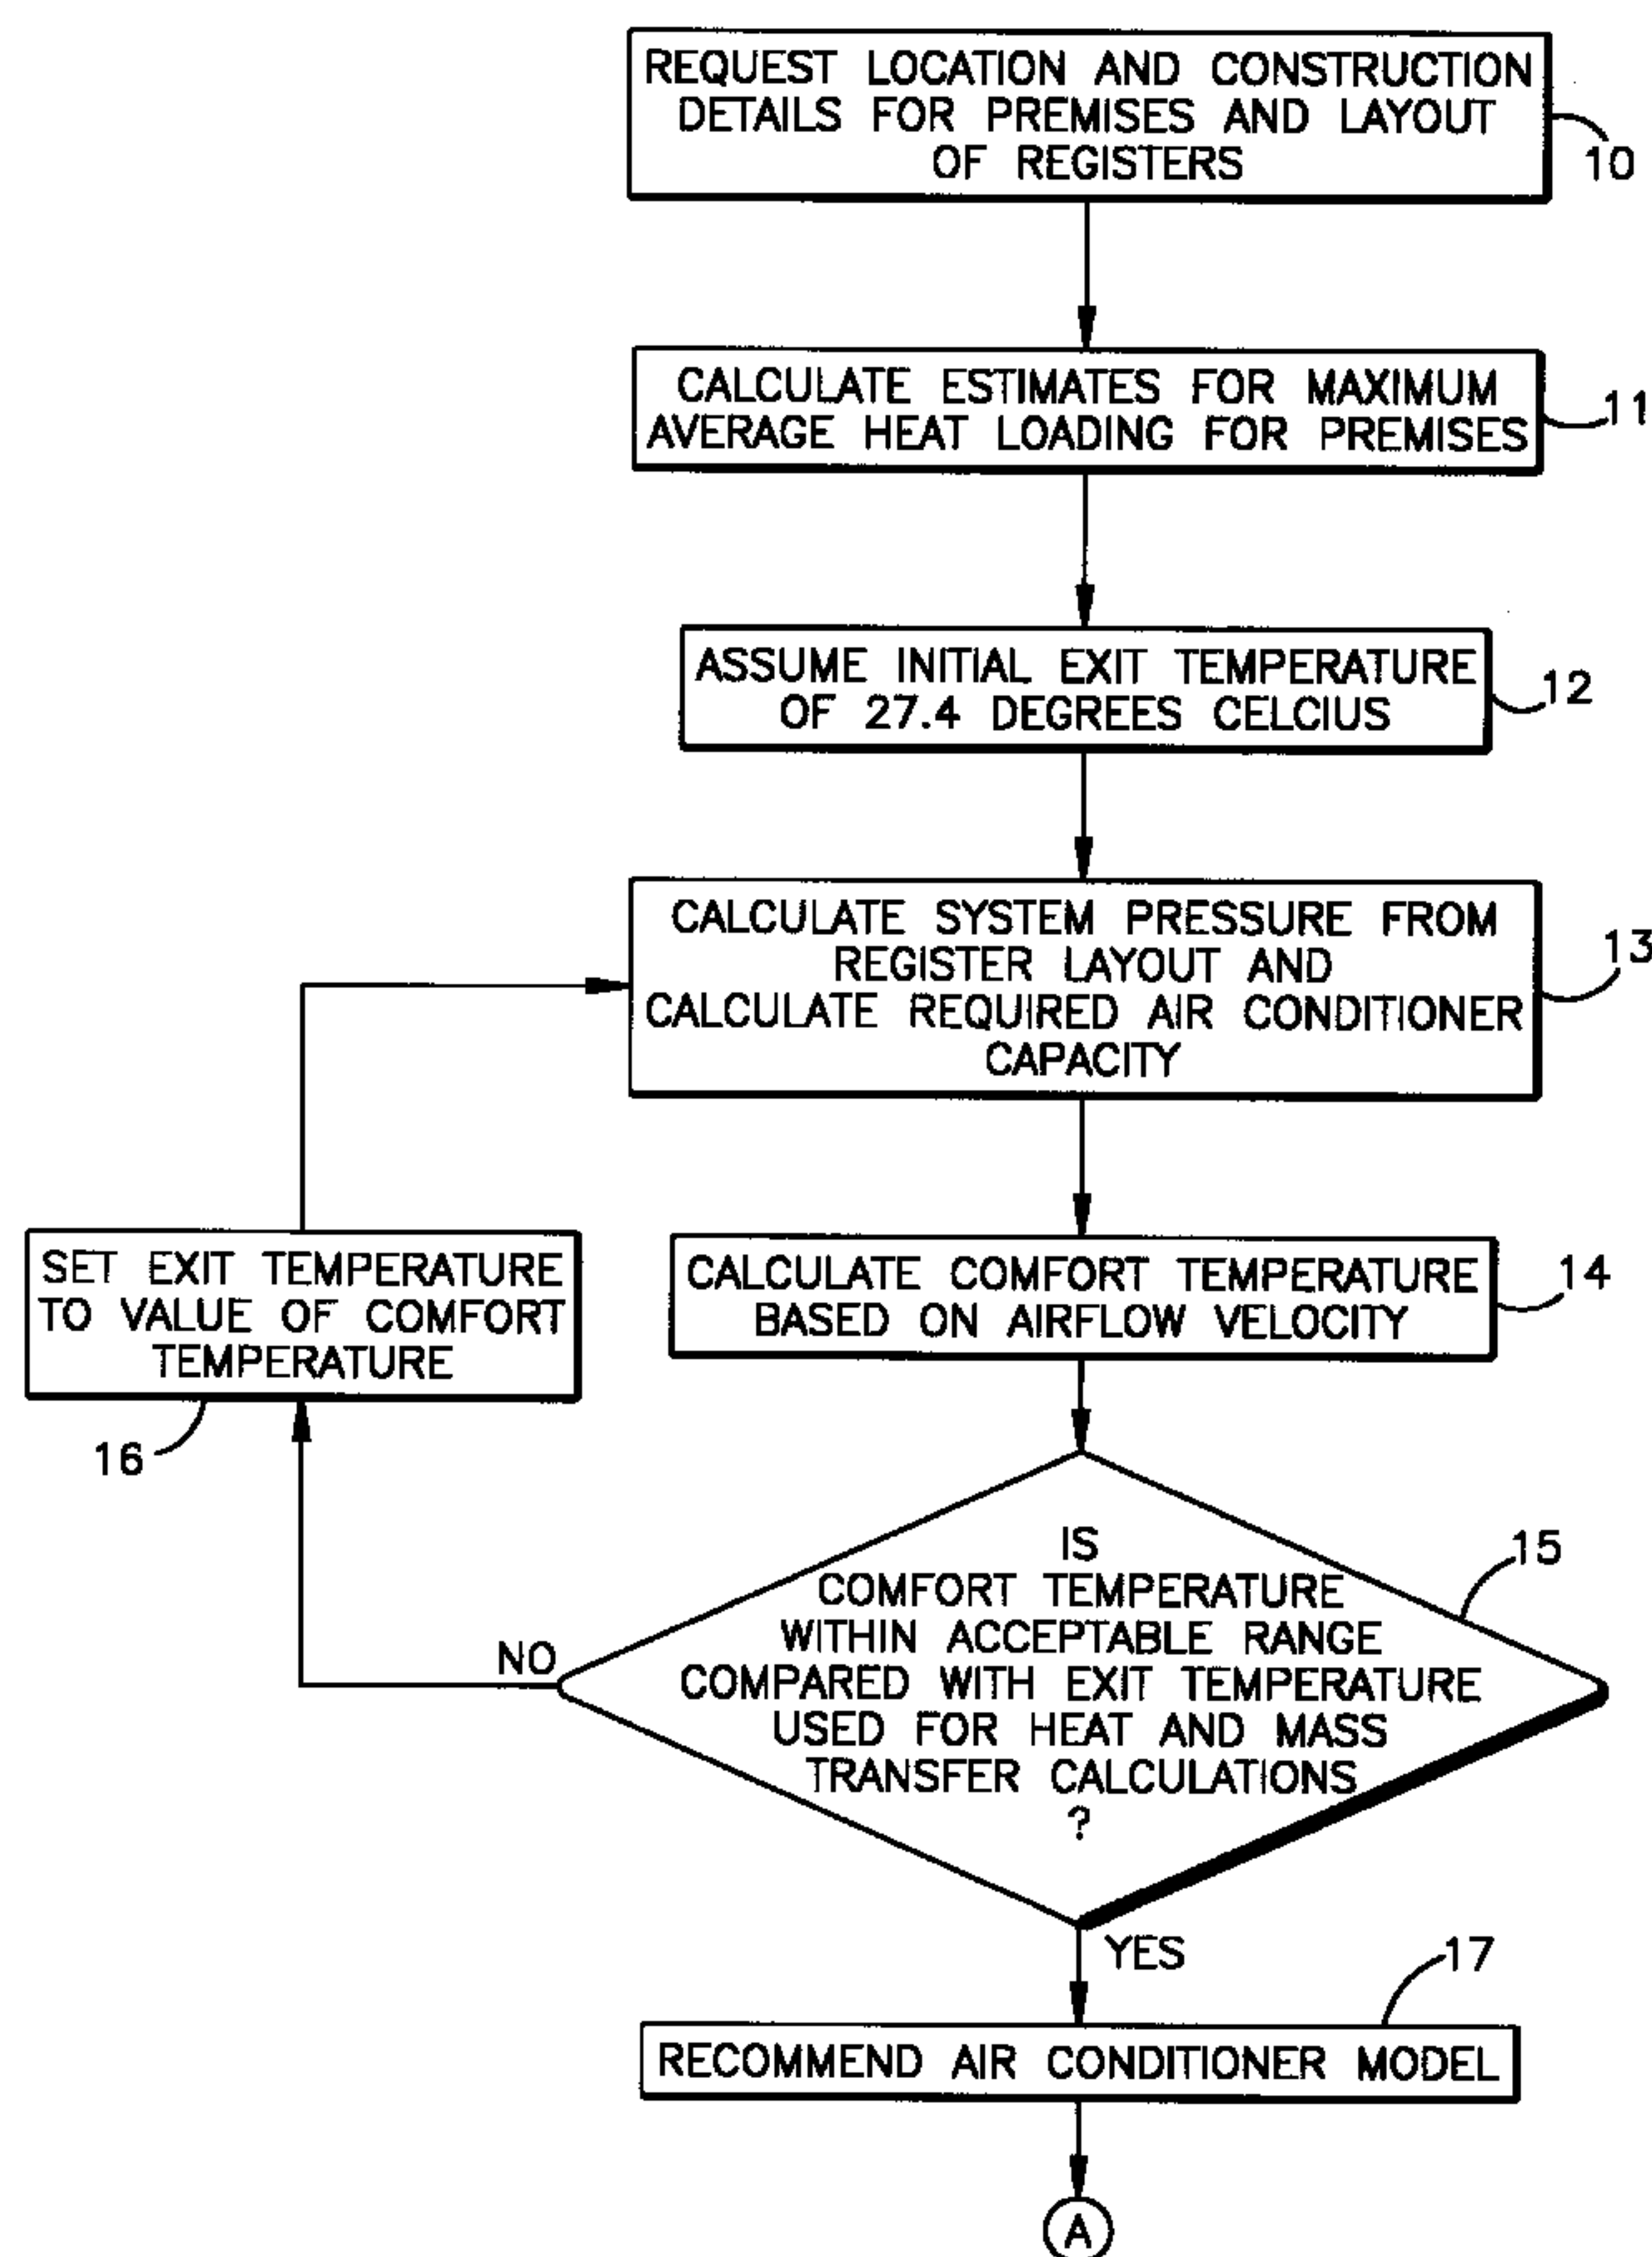 REQUEST LOCATION AND CONSTRUCTION
DETAILS FOR PREMISES AND LAYOUT
OF REGISTERS
10
CALCULATE ESTIMATES FOR MAXIMUM
AVERAGE HEAT LOADING FOR PREMISES
11
ASSUME INITIAL EXIT TEMPERATURE
OF 27.4 DEGREES CELCIUS
12
CALCULATE SYSTEM PRESSURE FROM
REGISTER LAYOUT AND
CALCULATE REQUIRED AIR CONDITIONER
CAPACITY
13
CALCULATE COMFORT TEMPERATURE
BASED ON AIRFLOW VELOCITY
14
SET EXIT TEMPERATURE
TO VALUE OF COMFORT
TEMPERATURE
16
IS
COMFORT TEMPERATURE
WITHIN ACCEPTABLE RANGE
COMPARED WITH EXIT TEMPERATURE
USED FOR HEAT AND MASS
TRANSFER CALCULATIONS
?
15
NO
YES
17
RECOMMEND AIR CONDITIONER MODEL
A